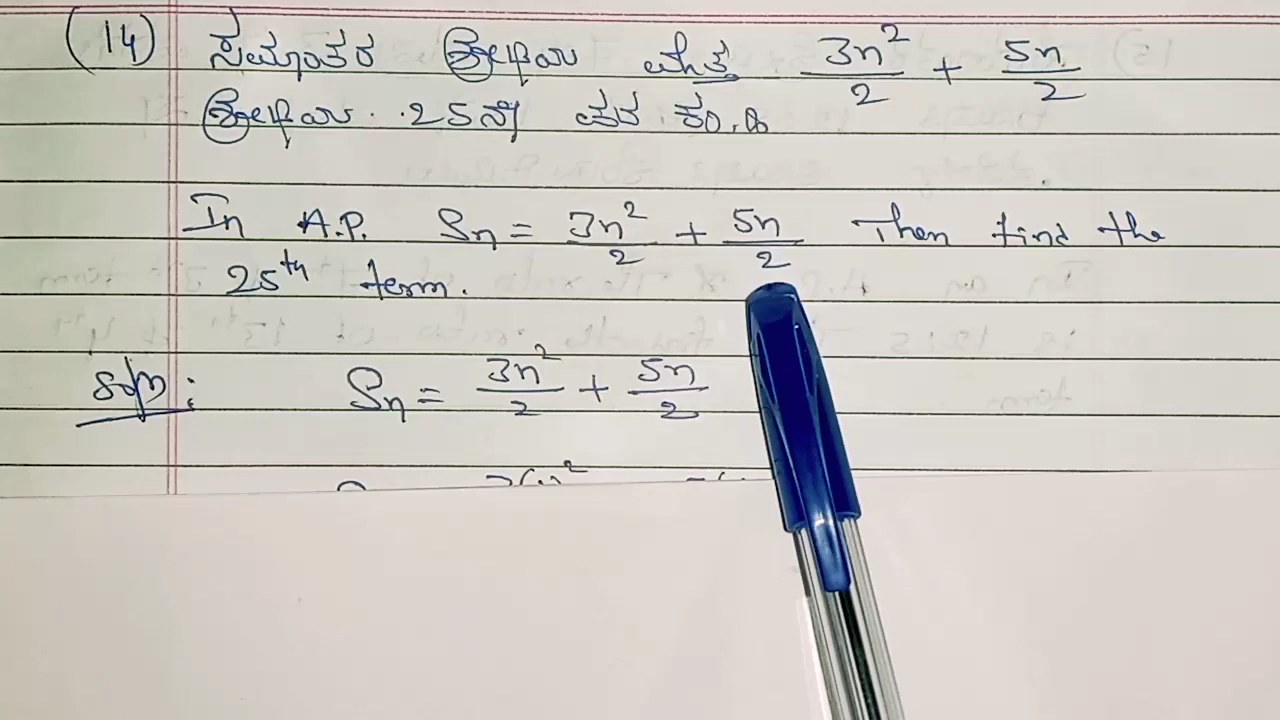 (14) ಸಮಾಂತರ ಶ್ರೇಢಿಯ ಮೊತ್ತ 3n²/2 + 5n/2
ಶ್ರೇಢಿಯ 25ನೇ ಪದ ಕಂ.ಹಿ
In A.P. Sn = 3n²/2 + 5n/2 Then find the
25th term.
Soln: Sn = 3n²/2 + 5n/2